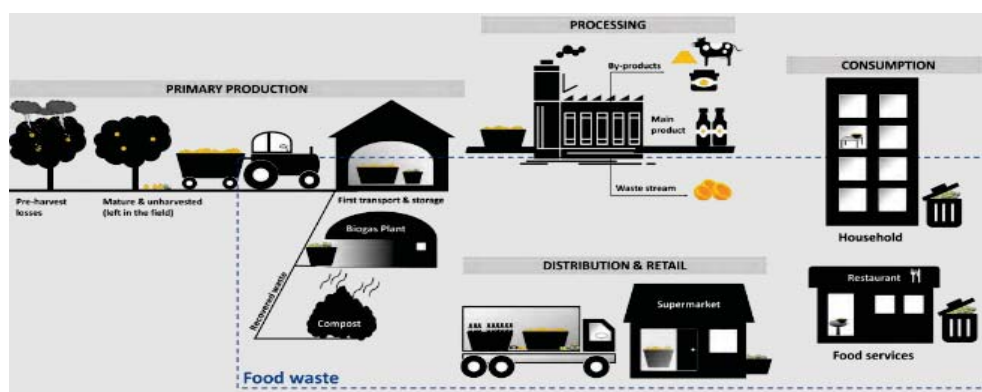 PROCESSING
By-products
Main
product
Waste stream
CONSUMPTION
Household
Restaurant
Food services
PRIMARY PRODUCTION
Pre-harvest
losses
Mature & unharvested
(left in the field)
First transport & storage
Biogas Plant
Recovered waste
Compost
DISTRIBUTION & RETAIL
Supermarket
Food waste